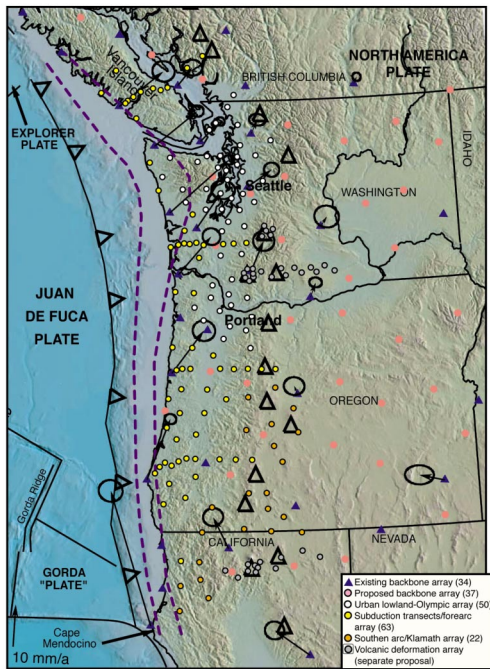 Vancouver
Island
NORTH AMERICA
PLATE
BRITISH COLUMBIA
EXPLORER
PLATE
IDAHO
Seattle
WASHINGTON
JUAN
DE FUCA
PLATE
Portland
OREGON
Gorda Ridge
CALIFORNIA
NEVADA
GORDA
"PLATE"
Cape
Mendocino
10 mm/a
Existing backbone array (34)
Proposed backbone array (37)
Urban lowland-Olympic array (50)
Subduction transects/forearc
array (63)
Southen arc/Klamath array (22)
Volcanic deformation array
(separate proposal)